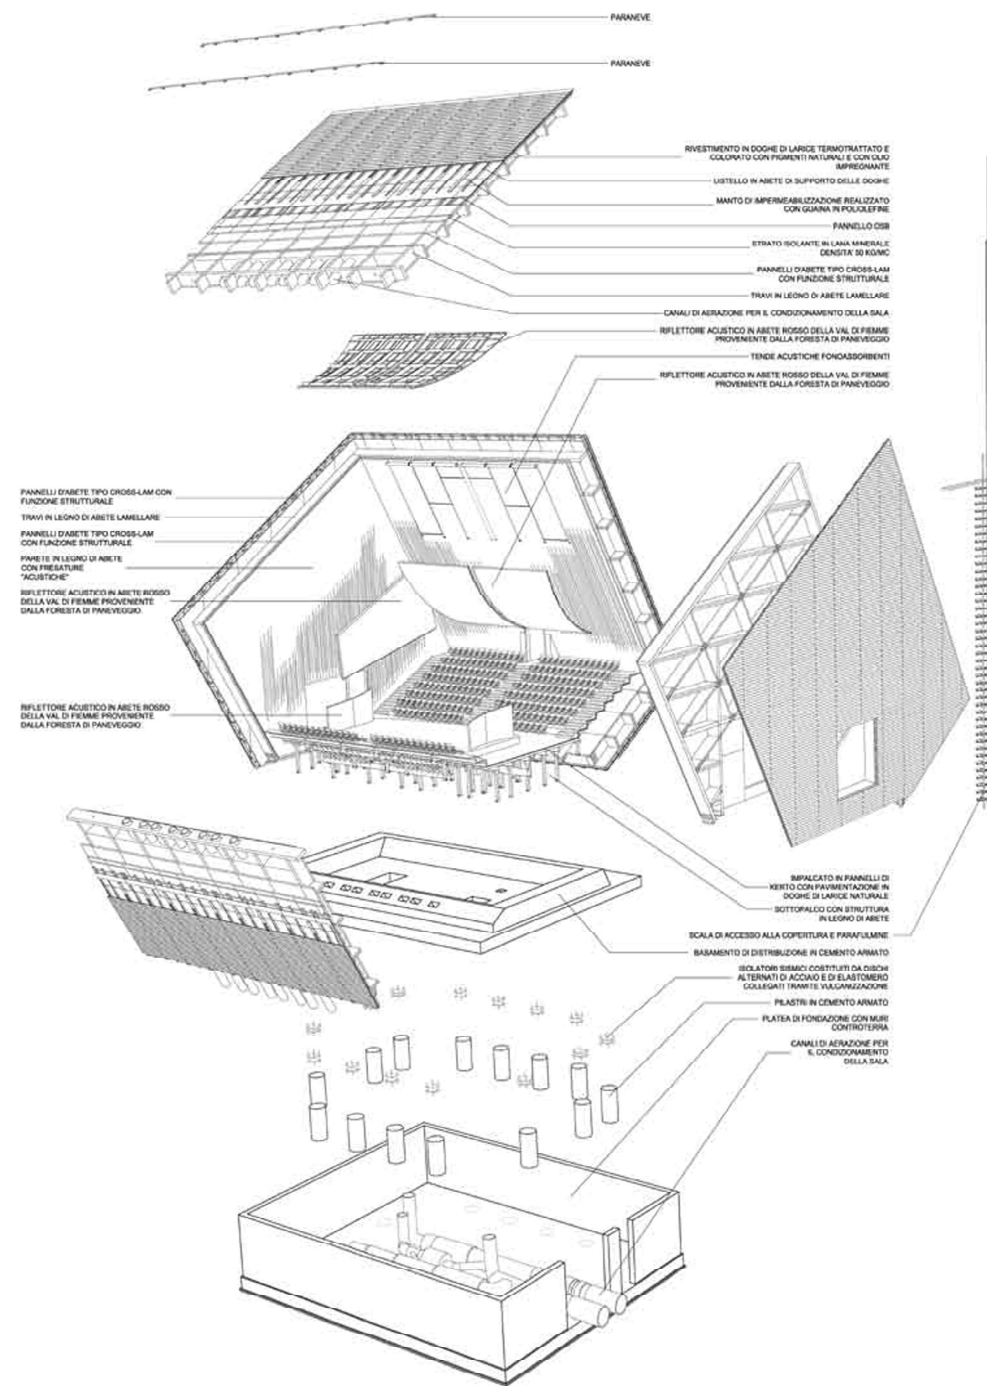 PARANEVE
PARANEVE
RIVESTIMENTO IN DOGHE DI LARICE TERMOTRATTATO E
COLORATO CON PIGMENTI NATURALI E CON OLIO
IMPREGNANTE
LISTELLO IN ABETE DI SUPPORTO DELLE DOGHE
MANTO DI IMPERMEABILIZZAZIONE REALIZZATO
CON GUAINA IN POLIOLEFINE
PANNELLO OSB
STRATO ISOLANTE IN LANA MINERALE
DENSITA' 50 KG/MC
PANNELLI D'ABETE TIPO CROSS-LAM
CON FUNZIONE STRUTTURALE
TRAVI IN LEGNO DI ABETE LAMELLARE
CANALI DI AERAZIONE PER IL CONDIZIONAMENTO DELLA SALA
RIFLETTORE ACUSTICO IN ABETE ROSSO DELLA VAL DI FIEMME
PROVENIENTE DALLA FORESTA DI PANEVEGGIO
TENDE ACUSTICHE FONOASSORBENTI
RIFLETTORE ACUSTICO IN ABETE ROSSO DELLA VAL DI FIEMME
PROVENIENTE DALLA FORESTA DI PANEVEGGIO
PANNELLI D'ABETE TIPO CROSS-LAM CON
FUNZIONE STRUTTURALE
TRAVI IN LEGNO DI ABETE LAMELLARE
PANNELLI D'ABETE TIPO CROSS-LAM
CON FUNZIONE STRUTTURALE
PARETE IN LEGNO DI ABETE
CON FRESATURE
"ACUSTICHE"
RIFLETTORE ACUSTICO IN ABETE ROSSO
DELLA VAL DI FIEMME PROVENIENTE
DALLA FORESTA DI PANEVEGGIO
RIFLETTORE ACUSTICO IN ABETE ROSSO
DELLA VAL DI FIEMME PROVENIENTE
DALLA FORESTA DI PANEVEGGIO
IMPALCATO IN PANNELLI DI
KERTO CON PAVIMENTAZIONE IN
DOGHE DI LARICE NATURALE
SOTTOPALCO CON STRUTTURA
IN LEGNO DI ABETE
SCALA DI ACCESSO ALLA COPERTURA E PARAFULMINE
BASAMENTO DI DISTRIBUZIONE IN CEMENTO ARMATO
ISOLATORI SISMICI COSTITUITI DA DISCHI
ALTERNATI DI ACCIAIO E DI ELASTOMERO
COLLEGATI TRAMITE VULCANIZZAZIONE
PILASTRI IN CEMENTO ARMATO
PLATEA DI FONDAZIONE CON MURI
CONTROTERRA
CANALI DI AERAZIONE PER
IL CONDIZIONAMENTO
DELLA SALA